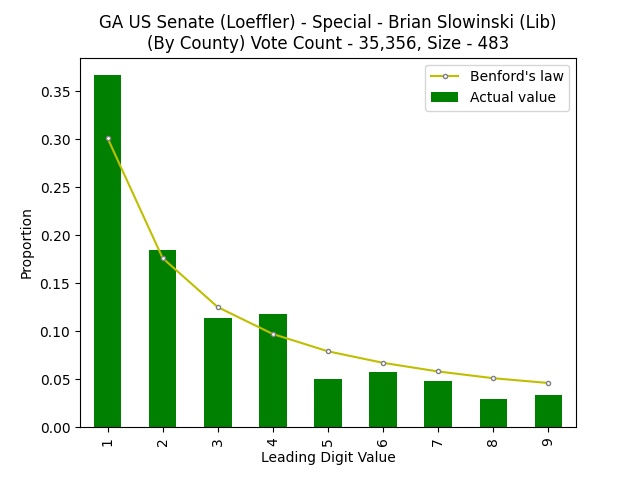 GA US Senate (Loeffler) - Special - Brian Slowinski (Lib)
(By County) Vote Count - 35,356, Size - 483
Benford's law
Actual value
0.35
0.30
0.25
0.20
0.15
0.10
0.05
0.00
Proportion
1 2 3 4 5 6 7 8 9
Leading Digit Value